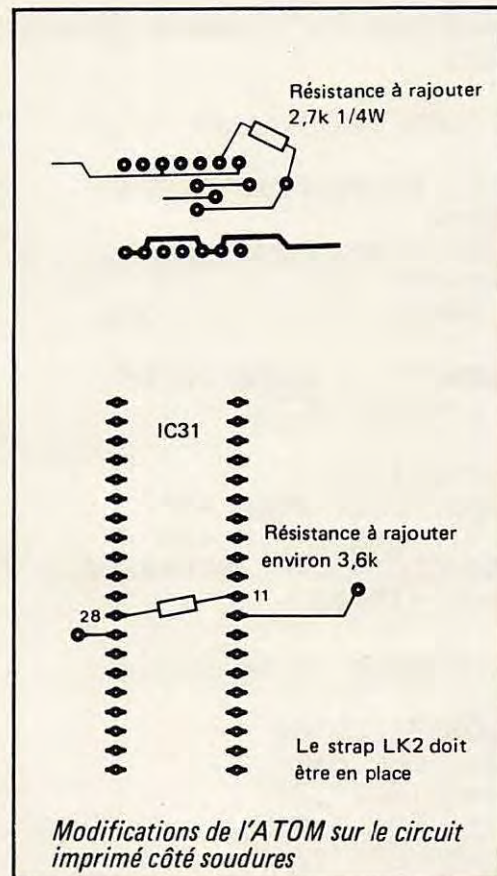 Résistance à rajouter
2,7k 1/4W
IC31
Résistance à rajouter
environ 3,6k
11
28
Le strap LK2 doit
être en place
Modifications de l'ATOM sur le circuit
imprimé côté soudures